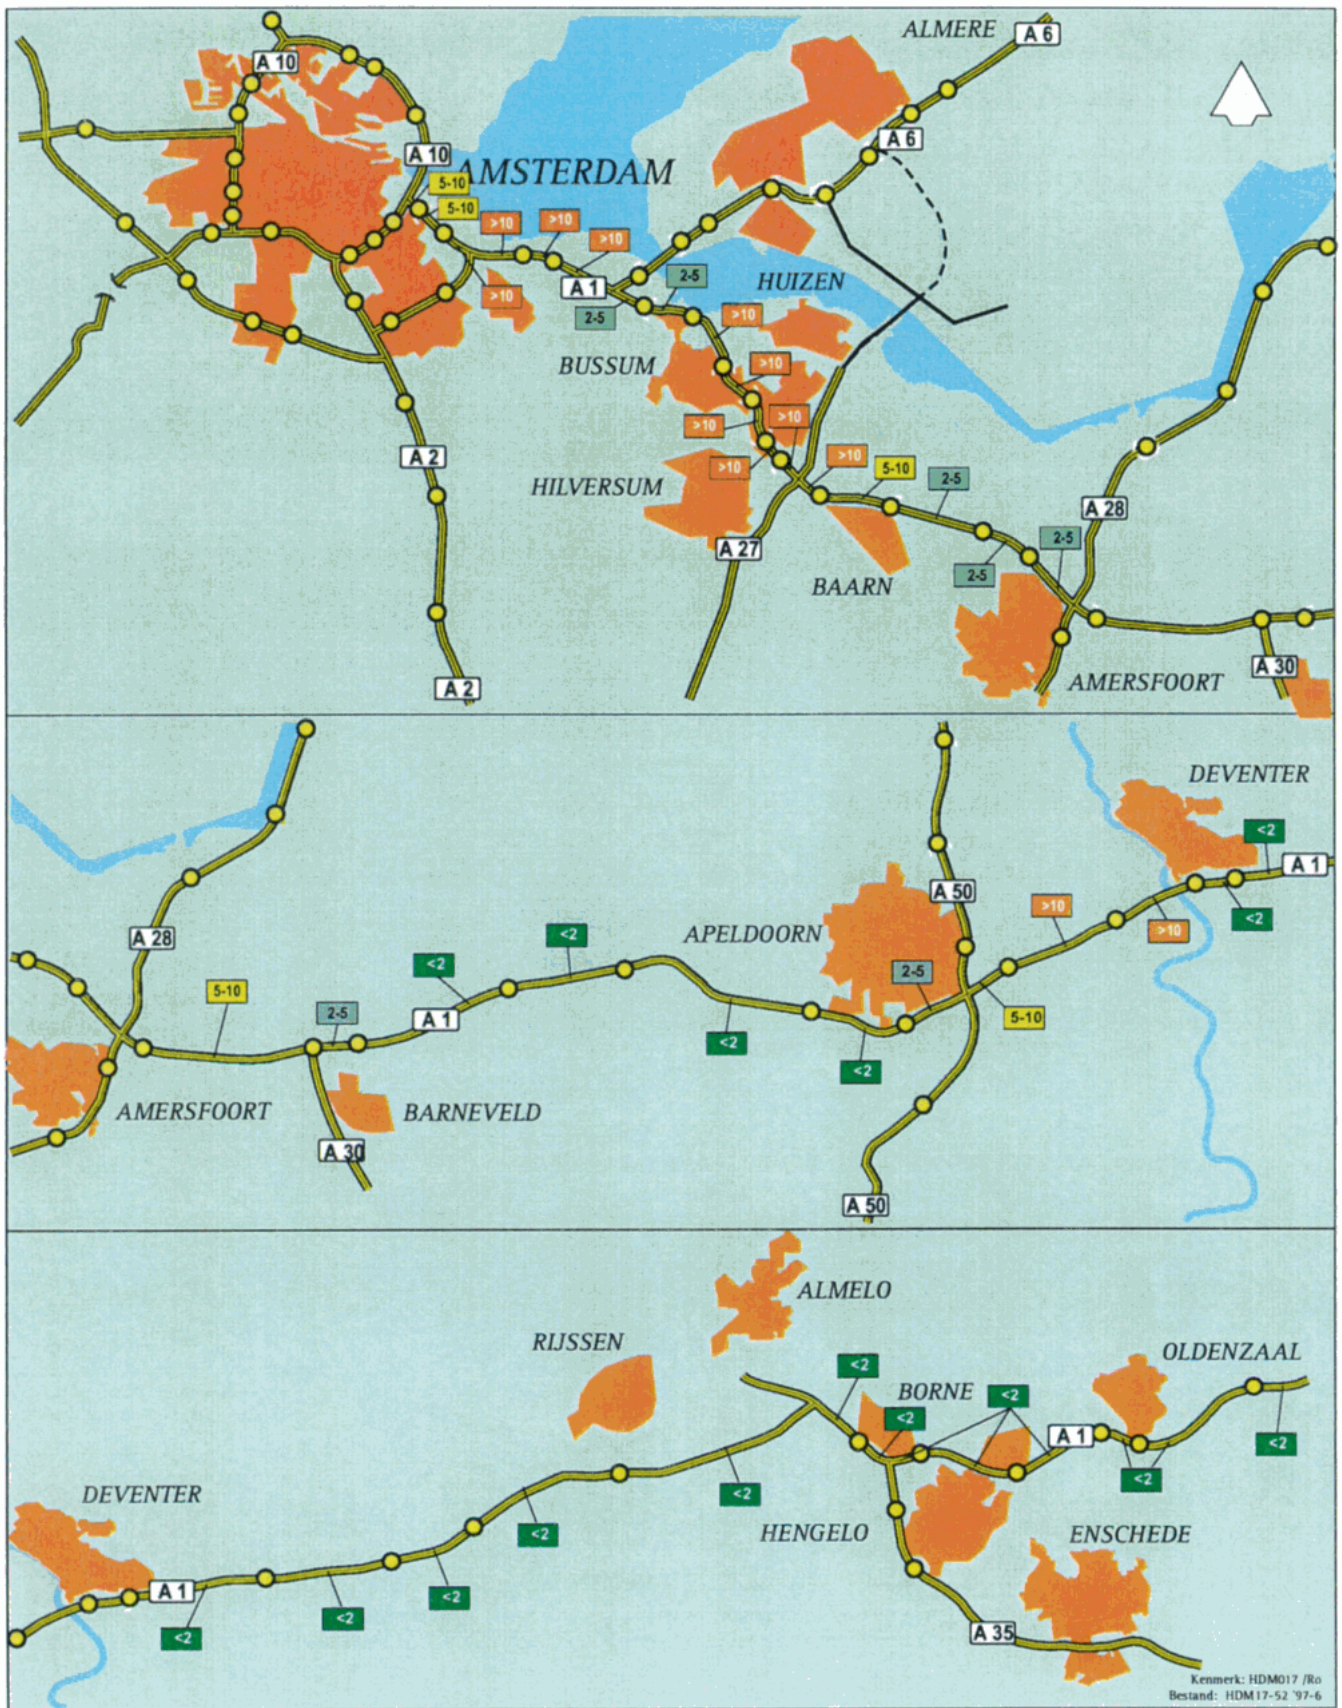 ALMERE
A 6
A 10
A 6
A 10
AMSTERDAM
5-10
5-10
>10
>10
>10
HUIZEN
2-5
A 1
>10
2-5
>10
BUSSUM
>10
>10
>10
A 2
>10
>10
HILVERSUM
5-10
2-5
A 28
A 27
2-5
2-5
BAARN
A 30
AMERSFOORT
A 2
DEVENTER
<2
A 1
A 50
>10
<2
>10
A 28
APELDOORN
<2
<2
2-5
5-10
2-5
A 1
5-10
<2
<2
AMERSFOORT
BARNEVELD
A 30
A 50
ALMELO
RIJSSEN
OLDENZAAL
<2
BORNE
<2
<2
A 1
<2
<2
<2
DEVENTER
<2
HENGELO
ENSCHEDE
A 1
<2
<2
<2
A 35
Kenmerk: HDM017 /Ro
Bestand: HDM17-52 '97-6